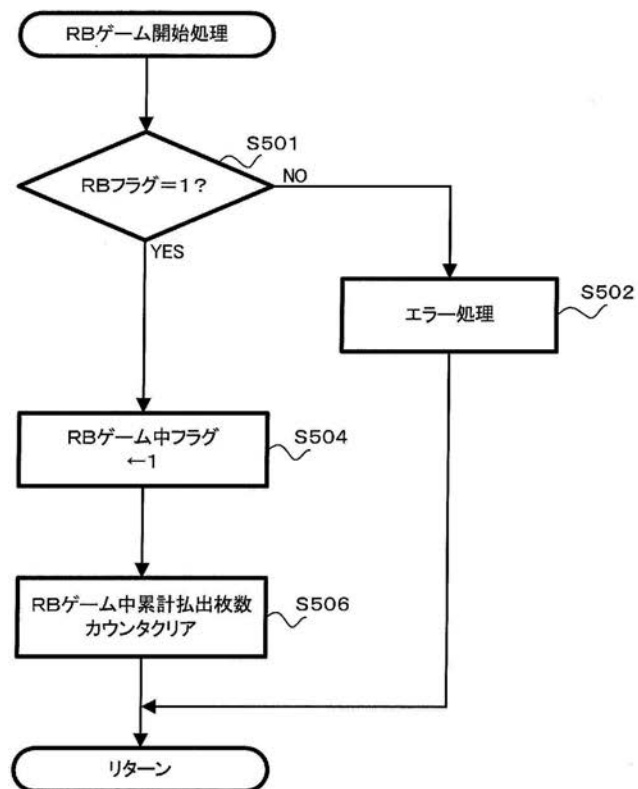 RBゲーム開始処理
S501
RBフラグ＝1？
NO
YES
S502
エラー処理
RBゲーム中フラグ
←1
S504
RBゲーム中累計払出枚数
カウンタクリア
S506
リターン